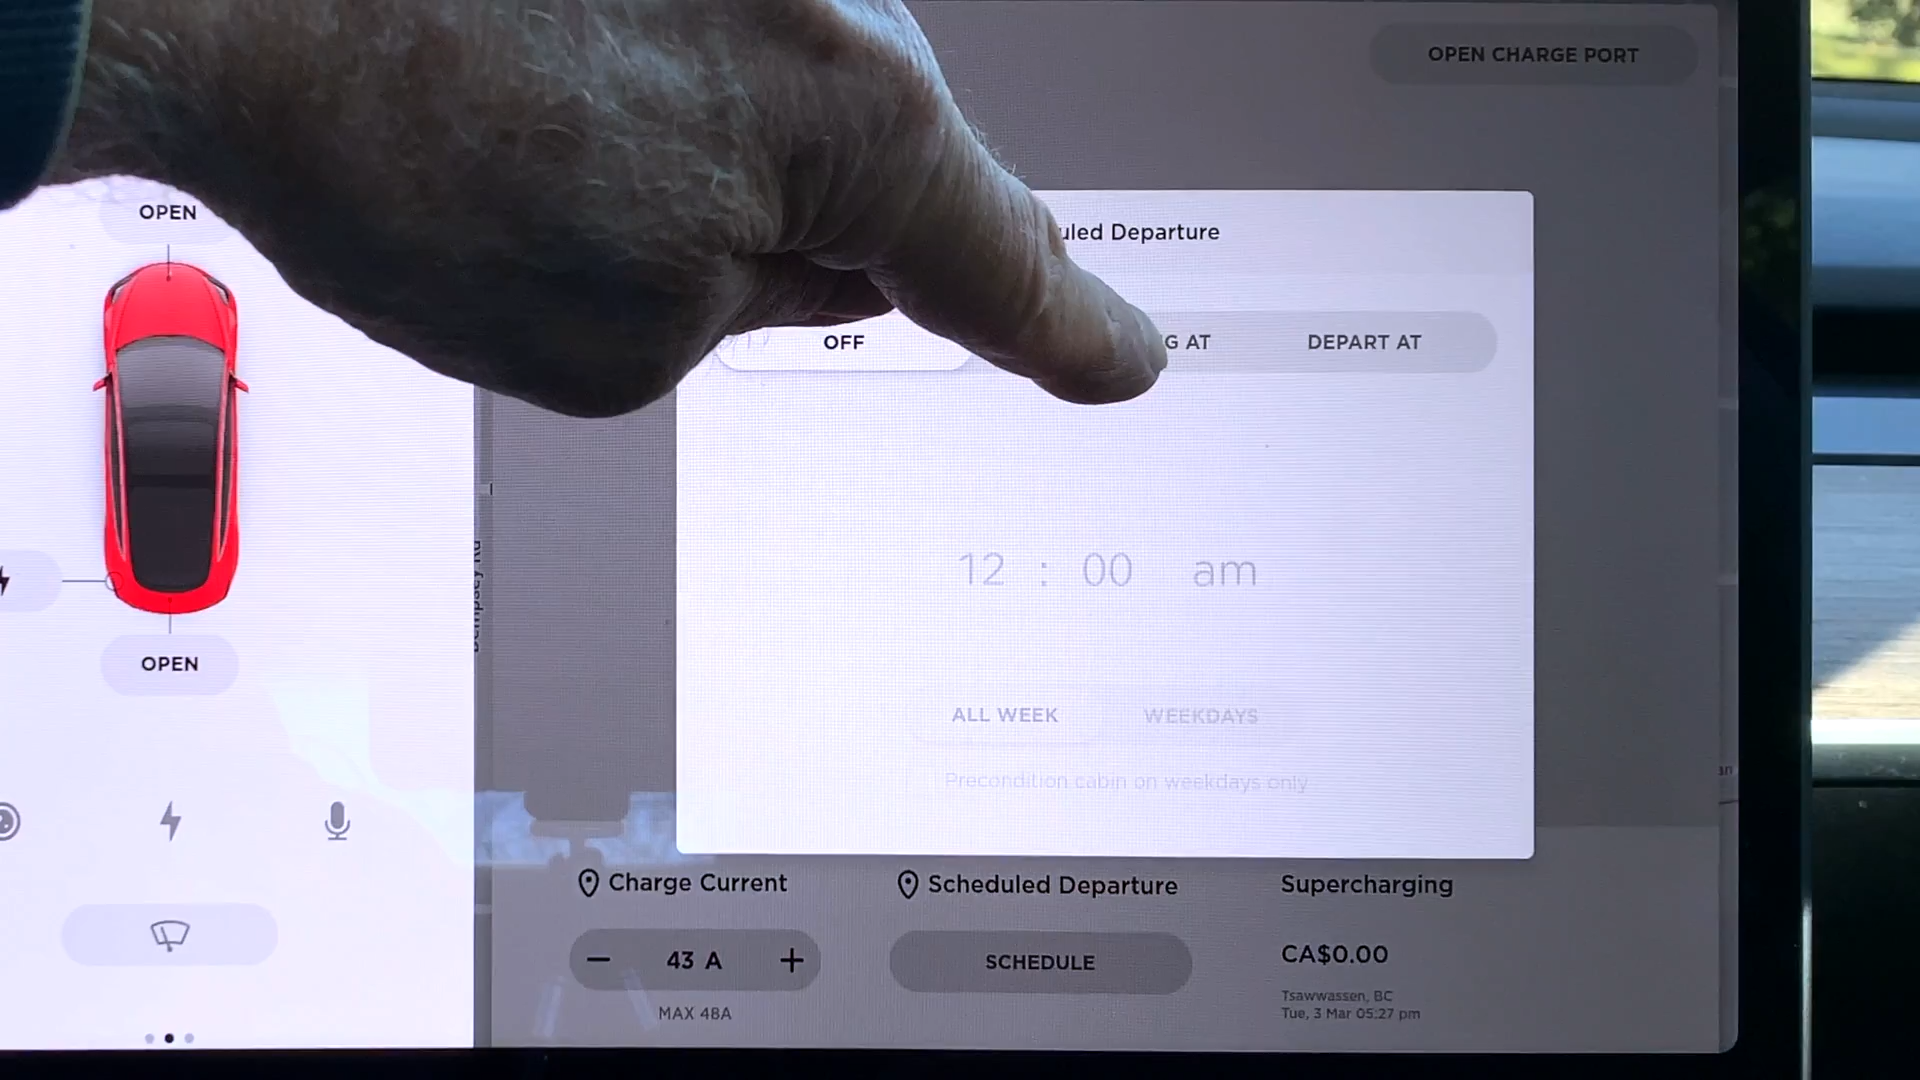 OPEN CHARGE PORT
OPEN
Departure
OFF
G AT
DEPART AT
12 : 00 am
ALL WEEK
WEEKDAYS
Precondition cabin on weekdays only
OPEN
Charge Current
Scheduled Departure
Supercharging
− 43 A +
SCHEDULE
CA$0.00
MAX 48A
Tsawwassen, BC
Tue, 3 Mar 05:27 pm